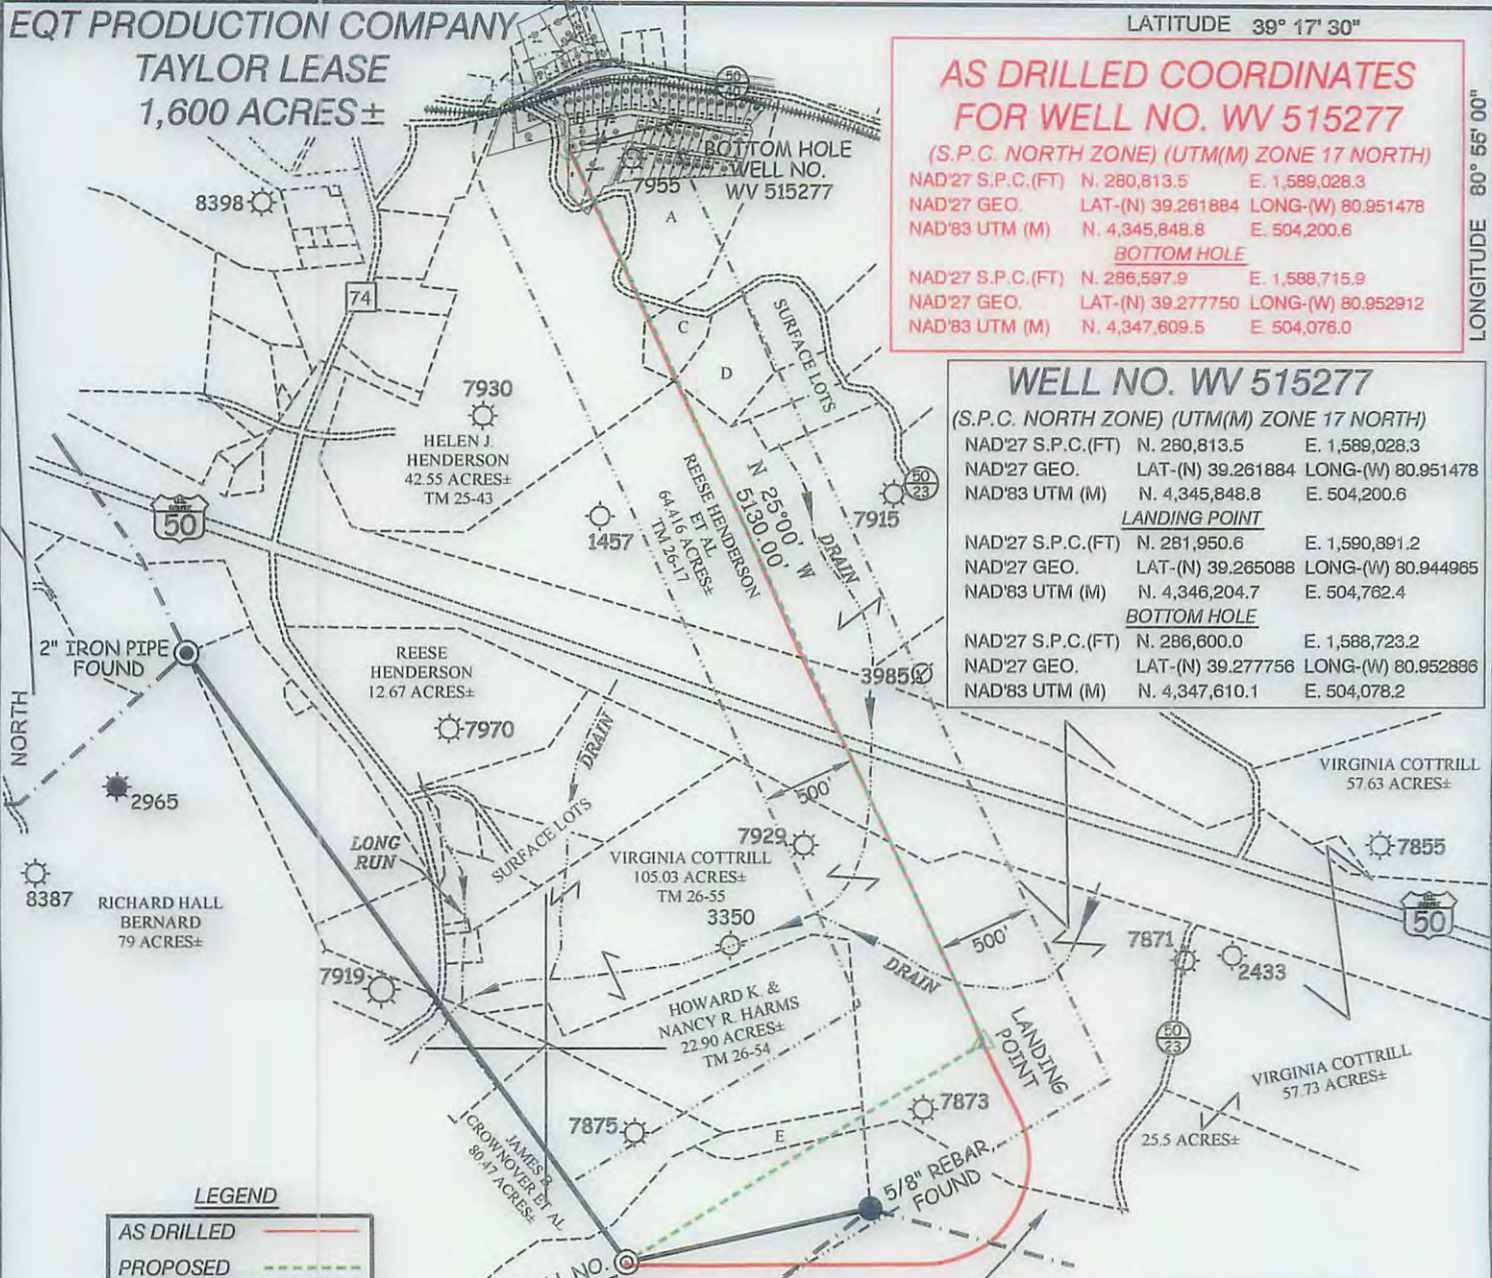 EQT PRODUCTION COMPANY
TAYLOR LEASE
1,600 ACRES±
LATITUDE 39° 17' 30"
LONGITUDE 80° 55' 00"
AS DRILLED COORDINATES
FOR WELL NO. WV 515277
(S.P.C. NORTH ZONE) (UTM(M) ZONE 17 NORTH)
NAD'27 S.P.C.(FT) N. 280,813.5 E. 1,589,028.3
NAD'27 GEO. LAT-(N) 39.261884 LONG-(W) 80.951478
NAD'83 UTM (M) N. 4,345,848.8 E. 504,200.6
BOTTOM HOLE
NAD'27 S.P.C.(FT) N. 286,597.9 E. 1,588,715.9
NAD'27 GEO. LAT-(N) 39.277750 LONG-(W) 80.952912
NAD'83 UTM (M) N. 4,347,609.5 E. 504,076.0
WELL NO. WV 515277
(S.P.C. NORTH ZONE) (UTM(M) ZONE 17 NORTH)
NAD'27 S.P.C.(FT) N. 280,813.5 E. 1,589,028.3
NAD'27 GEO. LAT-(N) 39.261884 LONG-(W) 80.951478
NAD'83 UTM (M) N. 4,345,848.8 E. 504,200.6
LANDING POINT
NAD'27 S.P.C.(FT) N. 281,950.6 E. 1,590,891.2
NAD'27 GEO. LAT-(N) 39.265088 LONG-(W) 80.944965
NAD'83 UTM (M) N. 4,346,204.7 E. 504,762.4
BOTTOM HOLE
NAD'27 S.P.C.(FT) N. 286,600.0 E. 1,588,723.2
NAD'27 GEO. LAT-(N) 39.277756 LONG-(W) 80.952886
NAD'83 UTM (M) N. 4,347,610.1 E. 504,078.2
50
40
BOTTOM HOLE
WELL NO.
WV 515277
7955
A
8398
74
C
D
SURFACE LOTS
7930
HELEN J.
HENDERSON
42.55 ACRES±
TM 25-43
50
1457
REESE HENDERSON
ET AL
64.416 ACRES±
TM 26-17
N 25°00' W
5130.00'
DRAIN
50
23
7915
2" IRON PIPE
FOUND
NORTH
REESE
HENDERSON
12.67 ACRES±
3985
7970
DRAIN
2965
500'
VIRGINIA COTTRILL
57.63 ACRES±
SURFACE LOTS
LONG
RUN
7929
7855
VIRGINIA COTTRILL
105.03 ACRES±
TM 26-55
8387
RICHARD HALL
BERNARD
79 ACRES±
3350
50
500'
7871
2433
7919
DRAIN
HOWARD K. &
NANCY R. HARMS
22.90 ACRES±
TM 26-54
LANDING
POINT
50
23
VIRGINIA COTTRILL
57.73 ACRES±
7873
7875
E
25.5 ACRES±
JAMES B.
CROWNOVER ET AL
80.47 ACRES±
5/8" REBAR
FOUND
LEGEND
AS DRILLED
PROPOSED
NO.